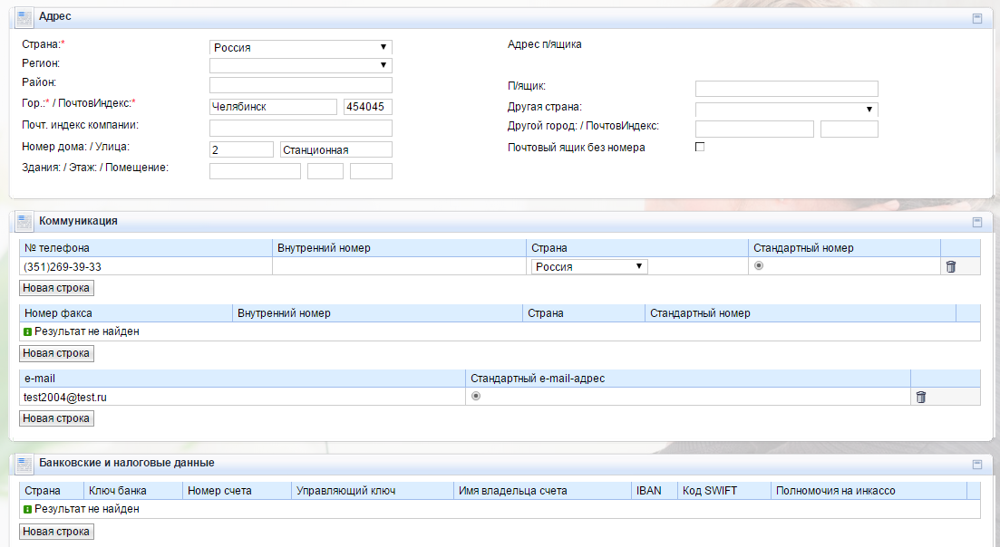 Адрес
Страна:* Россия
Регион:
Район:
Гор.:* / ПочтовИндекс:* Челябинск 454045
Почт. индекс компании:
Номер дома: / Улица: 2 Станционная
Здания: / Этаж: / Помещение:
Адрес п/ящика
П/ящик:
Другая страна:
Другой город: / ПочтовИндекс:
Почтовый ящик без номера
Коммуникация
№ телефона Внутренний номер Страна Стандартный номер
(351)269-39-33 Россия
Новая строка
Номер факса Внутренний номер Страна Стандартный номер
Результат не найден
Новая строка
e-mail Стандартный e-mail-адрес
test2004@test.ru
Новая строка
Банковские и налоговые данные
Страна Ключ банка Номер счета Управляющий ключ Имя владельца счета IBAN Код SWIFT Полномочия на инкассо
Результат не найден
Новая строка